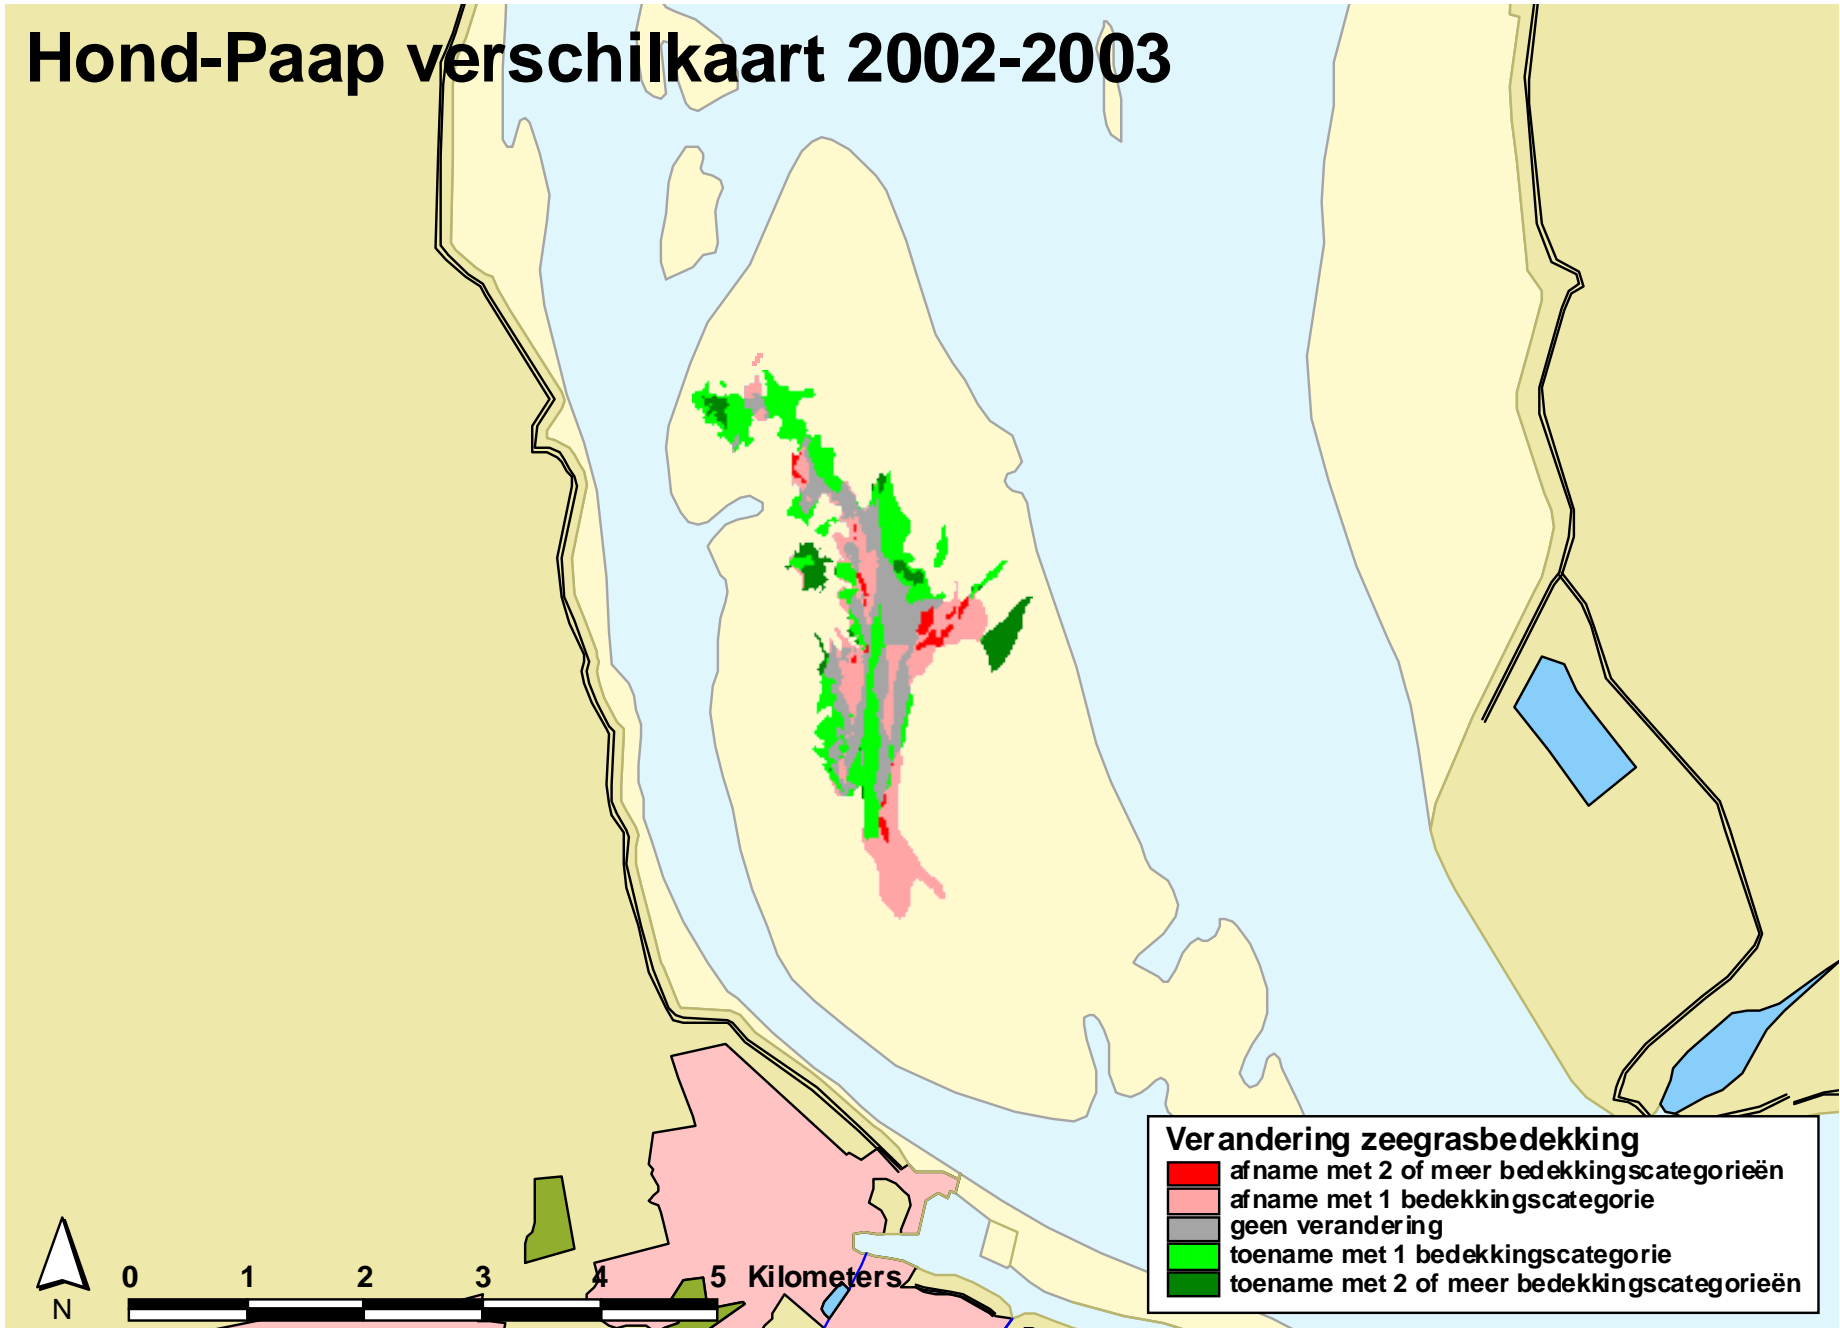 Hond-Paap verschilkaart 2002-2003
Verandering zeegrasbedekking
afname met 2 of meer bedekkingscategorieën
afname met 1 bedekkingscategorie
geen verandering
toename met 1 bedekkingscategorie
toename met 2 of meer bedekkingscategorieën
0 1 2 3 4 5 Kilometers
N